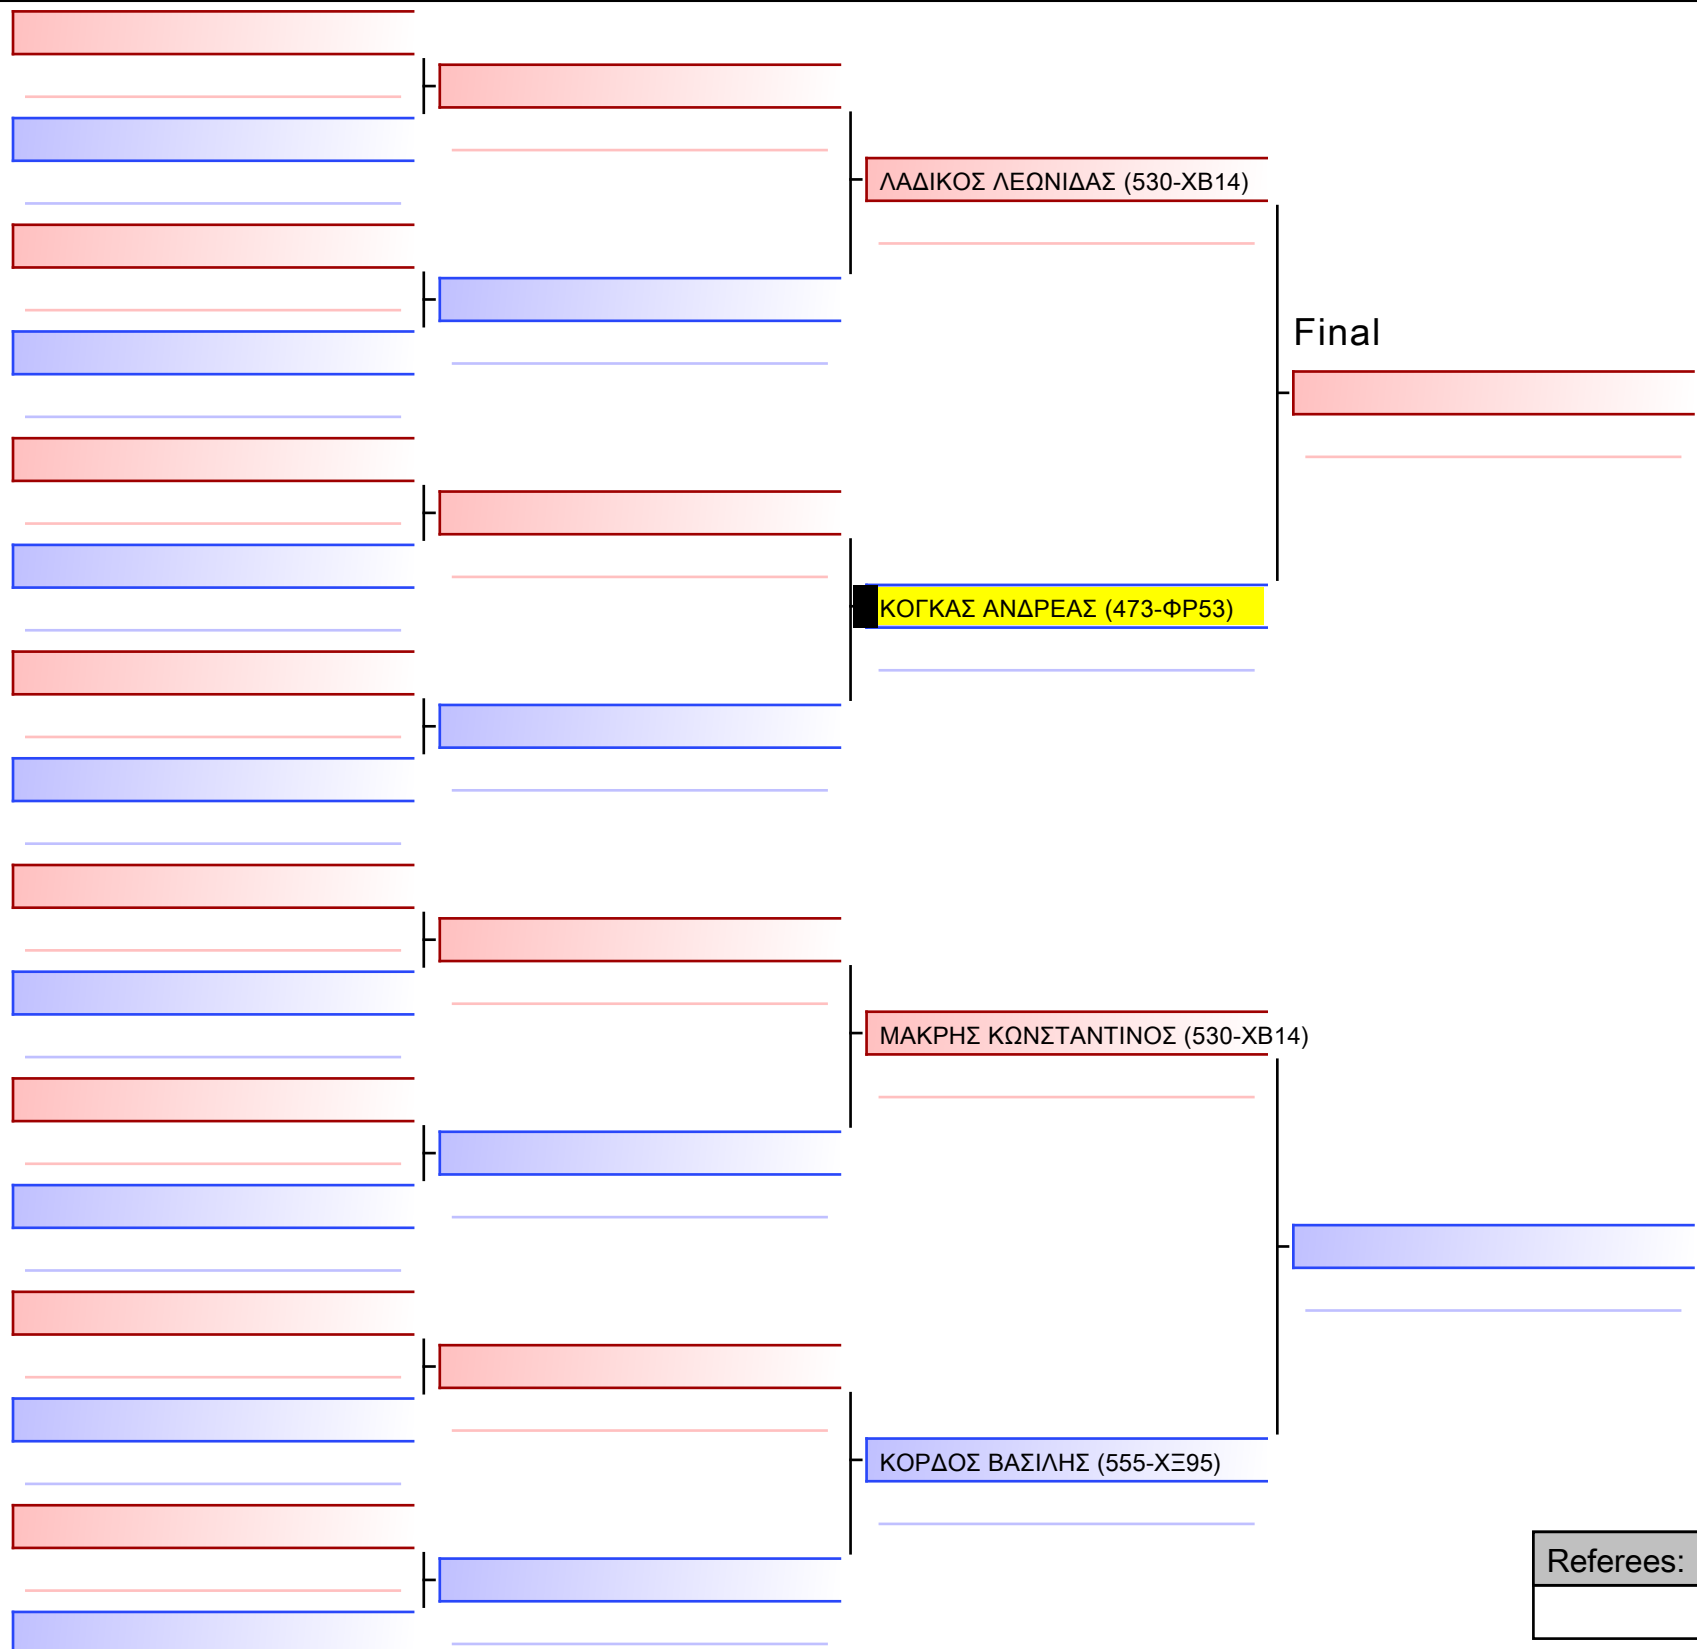 ΛΑΔΙΚΟΣ ΛΕΩΝΙΔΑΣ (530-ΧΒ14)
Final
ΚΟΓΚΑΣ ΑΝΔΡΕΑΣ (473-ΦΡ53)
ΜΑΚΡΗΣ ΚΩΝΣΤΑΝΤΙΝΟΣ (530-ΧΒ14)
ΚΟΡΔΟΣ ΒΑΣΙΛΗΣ (555-ΧΞ95)
Referees: